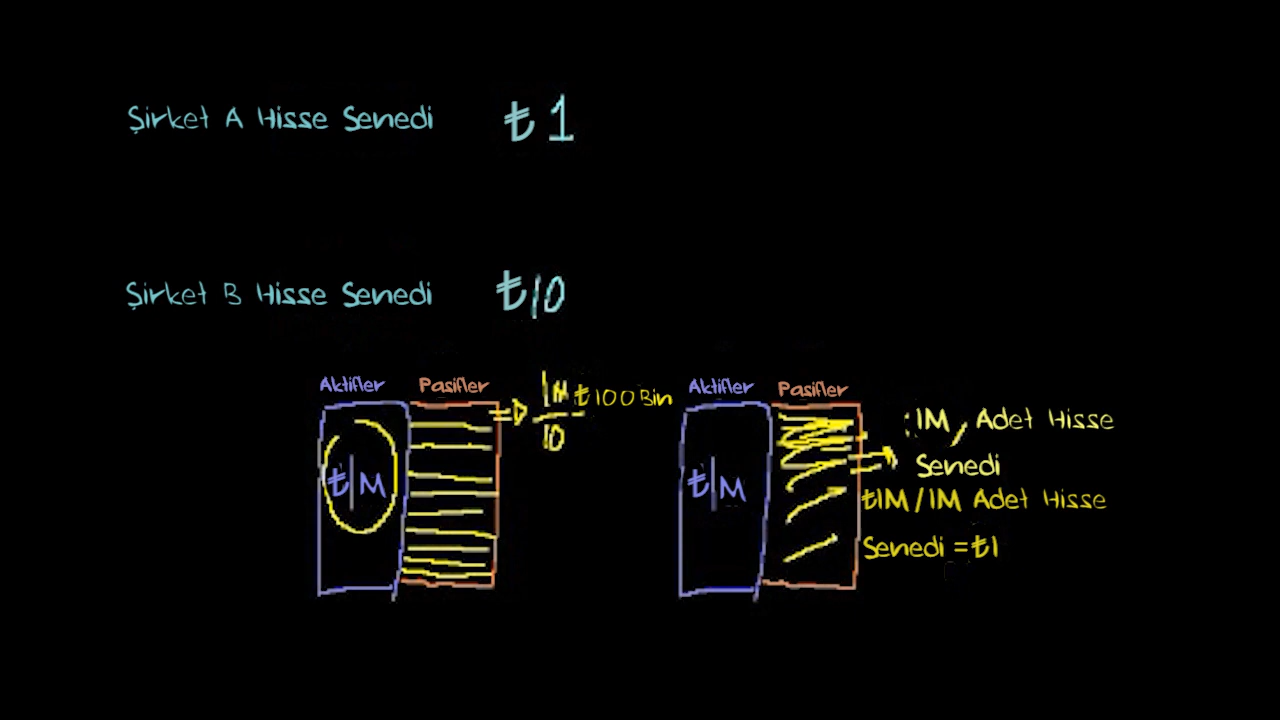 Şirket A Hisse Senedi ₺1
Şirket B Hisse Senedi ₺10
Aktifler Pasifler
₺1M
1M
10
₺100 Bin
Aktifler Pasifler
₺1M
1M, Adet Hisse
Senedi
₺1M/1M Adet Hisse
Senedi = ₺1